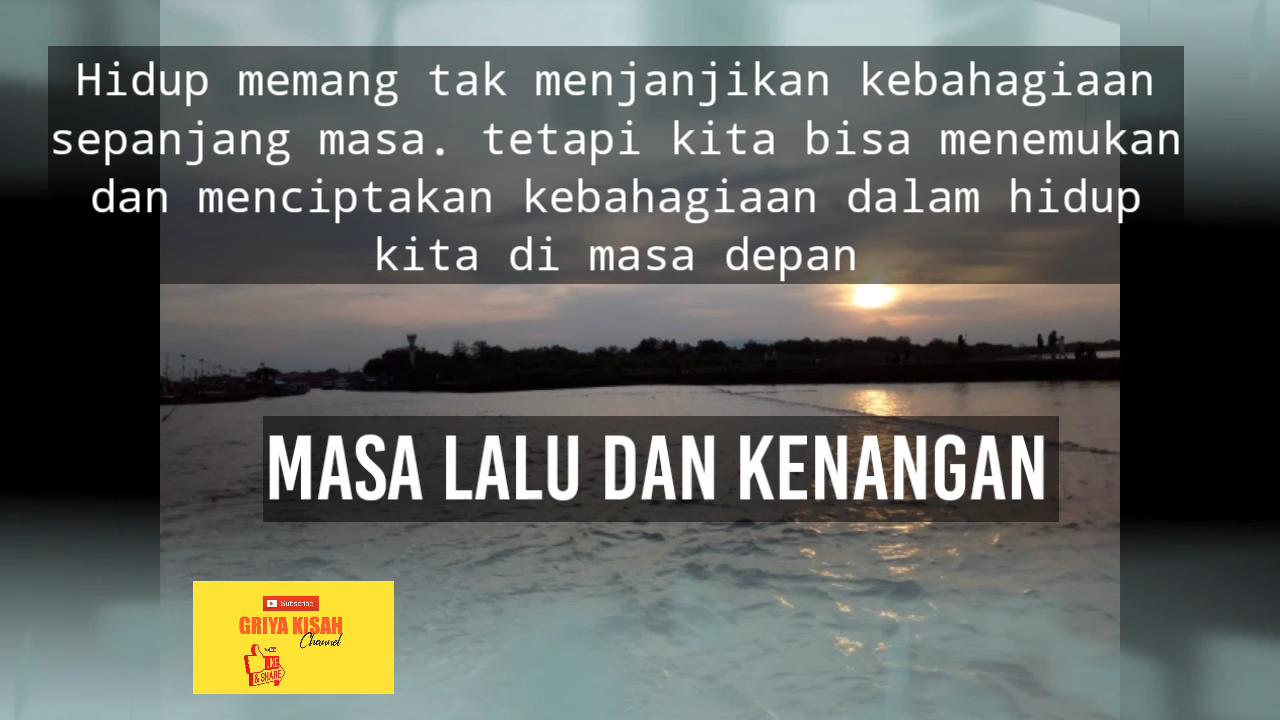 Hidup memang tak menjanjikan kebahagiaan
sepanjang masa. tetapi kita bisa menemukan
dan menciptakan kebahagiaan dalam hidup
kita di masa depan
MASA LALU DAN KENANGAN
Subscribe
GRIYA KISAH
Channel
LIKE
& SHARE